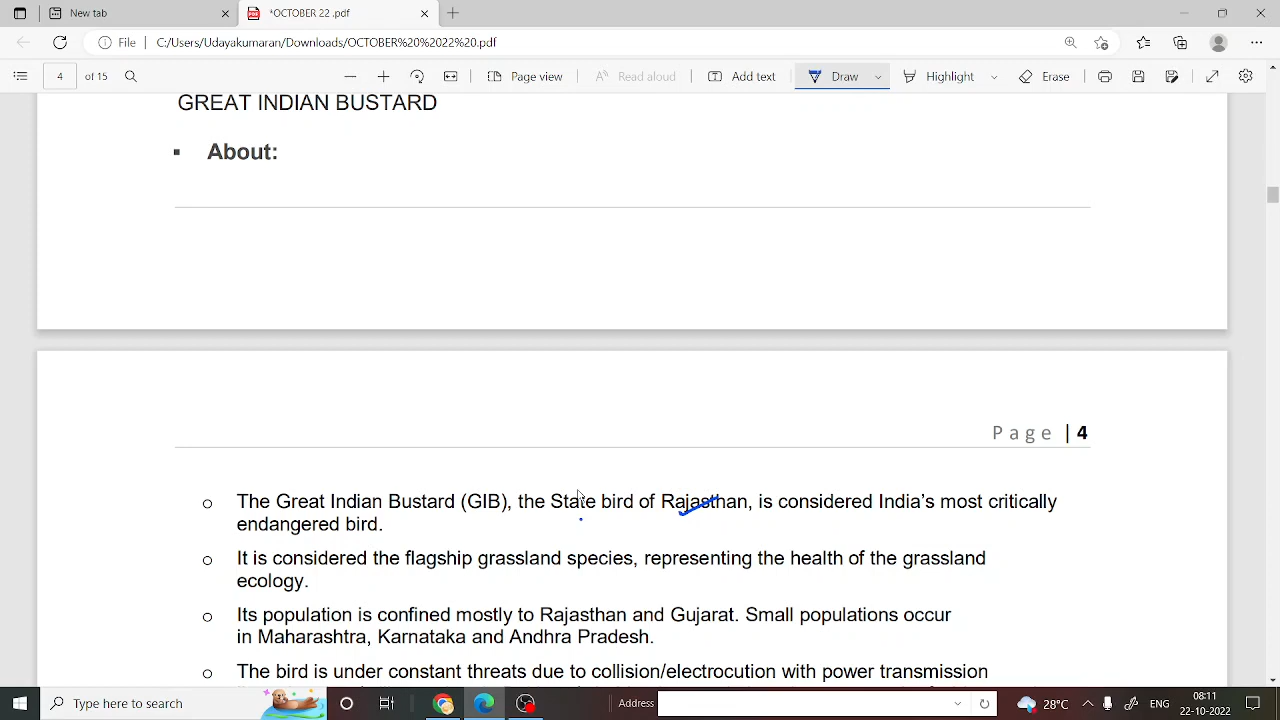 New tab
*OCTOBER 22 .pdf
File
C:/Users/Udayakumaran/Downloads/OCTOBER%20%2022%20.pdf
4 of 15
Page view
Read aloud
Add text
Draw
Highlight
Erase
GREAT INDIAN BUSTARD
About:
Page | 4
The Great Indian Bustard (GIB), the State bird of Rajasthan, is considered India's most critically
endangered bird.
It is considered the flagship grassland species, representing the health of the grassland
ecology.
Its population is confined mostly to Rajasthan and Gujarat. Small populations occur
in Maharashtra, Karnataka and Andhra Pradesh.
The bird is under constant threats due to collision/electrocution with power transmission
Type here to search
Address
28°C
ENG
08:11
22-10-2022